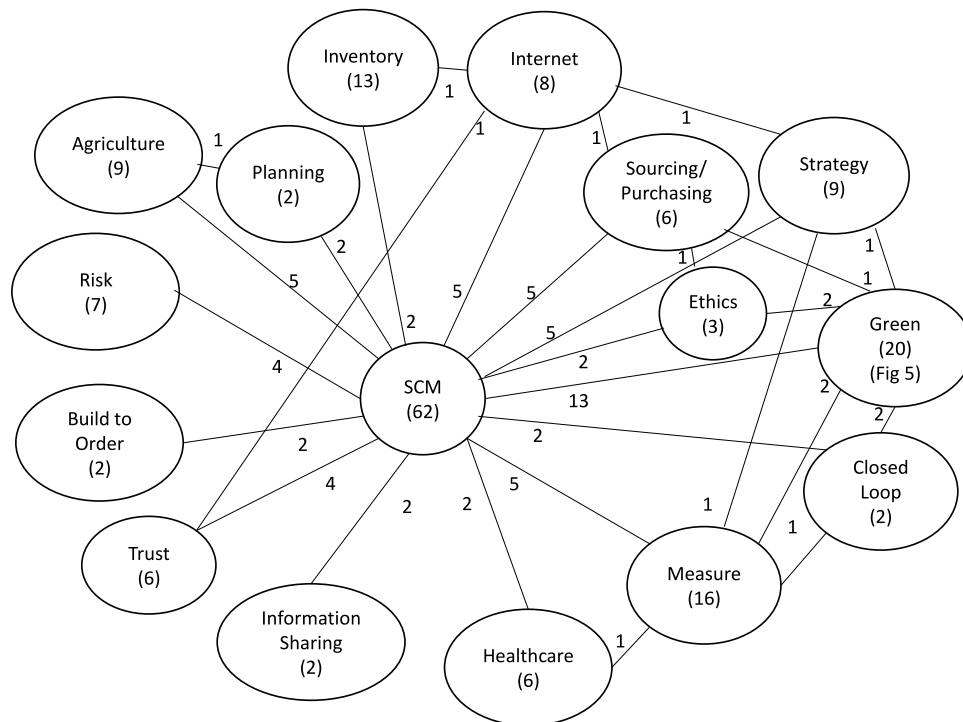 Inventory
(13)
Internet
(8)
1
1
1
1
Agriculture
(9)
1
Planning
(2)
Sourcing/
Purchasing
(6)
Strategy
(9)
2
1
1
1
Risk
(7)
5
5
5
Ethics
(3)
2
Green
(20)
(Fig 5)
2
5
2
4
SCM
(62)
13
2
2
Build to
Order
(2)
2
2
Closed
Loop
(2)
4
2
2
5
1
1
Trust
(6)
Measure
(16)
Information
Sharing
(2)
Healthcare
(6)
1